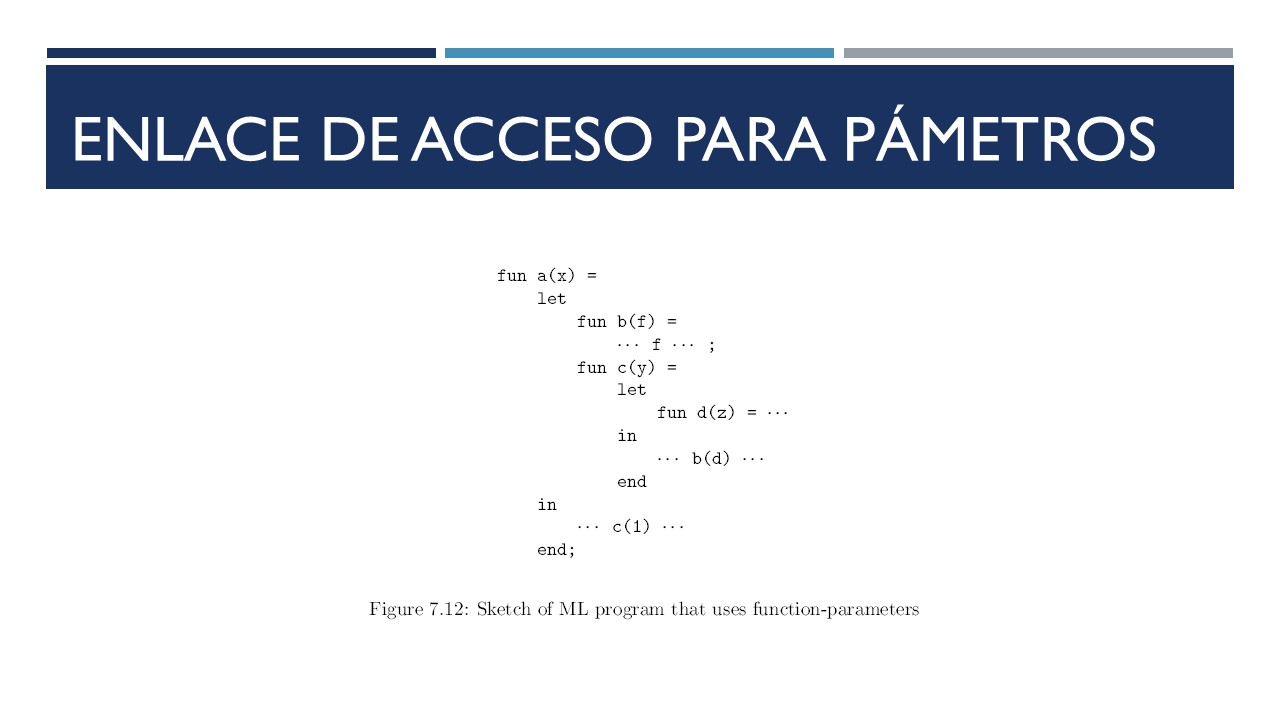 ENLACE DE ACCESO PARA PÁMETROS
fun a(x) =
let
fun b(f) =
··· f ··· ;
fun c(y) =
let
fun d(z) = ···
in
··· b(d) ···
end
in
··· c(1) ···
end;
Figure 7.12: Sketch of ML program that uses function-parameters